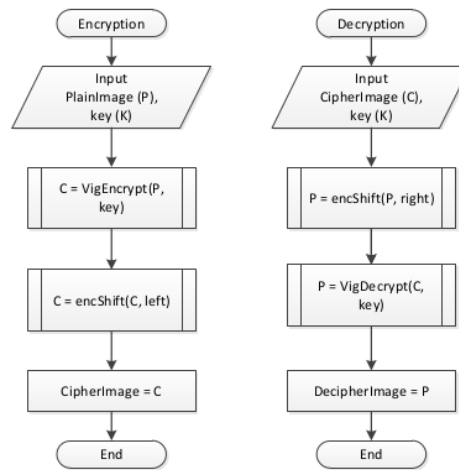 Encryption
Input
PlainImage (P),
key (K)
C = VigEncrypt(P,
key)
C = encShift(C, left)
CipherImage = C
End
Decryption
Input
CipherImage (C),
key (K)
P = encShift(P, right)
P = VigDecrypt(C,
key)
DecipherImage = P
End